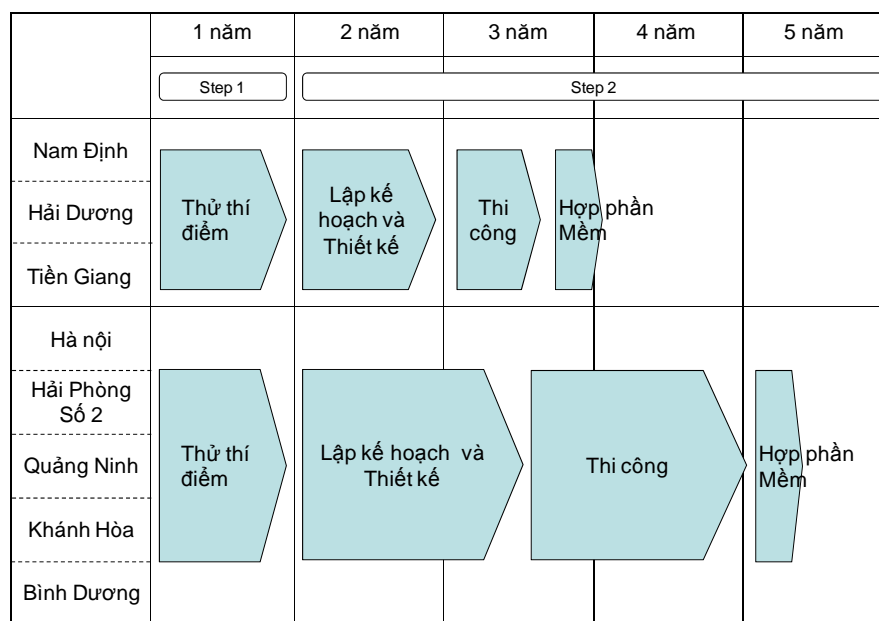 1 năm
2 năm
3 năm
4 năm
5 năm
Step 1
Step 2
Nam Định
Hải Dương
Tiền Giang
Thử thí
điểm
Lập kế
hoạch và
Thiết kế
Thi
công
Hợp phần
Mềm
Hà nội
Hải Phòng
Số 2
Quảng Ninh
Khánh Hòa
Bình Dương
Thử thí
điểm
Lập kế hoạch và
Thiết kế
Thi công
Hợp phần
Mềm